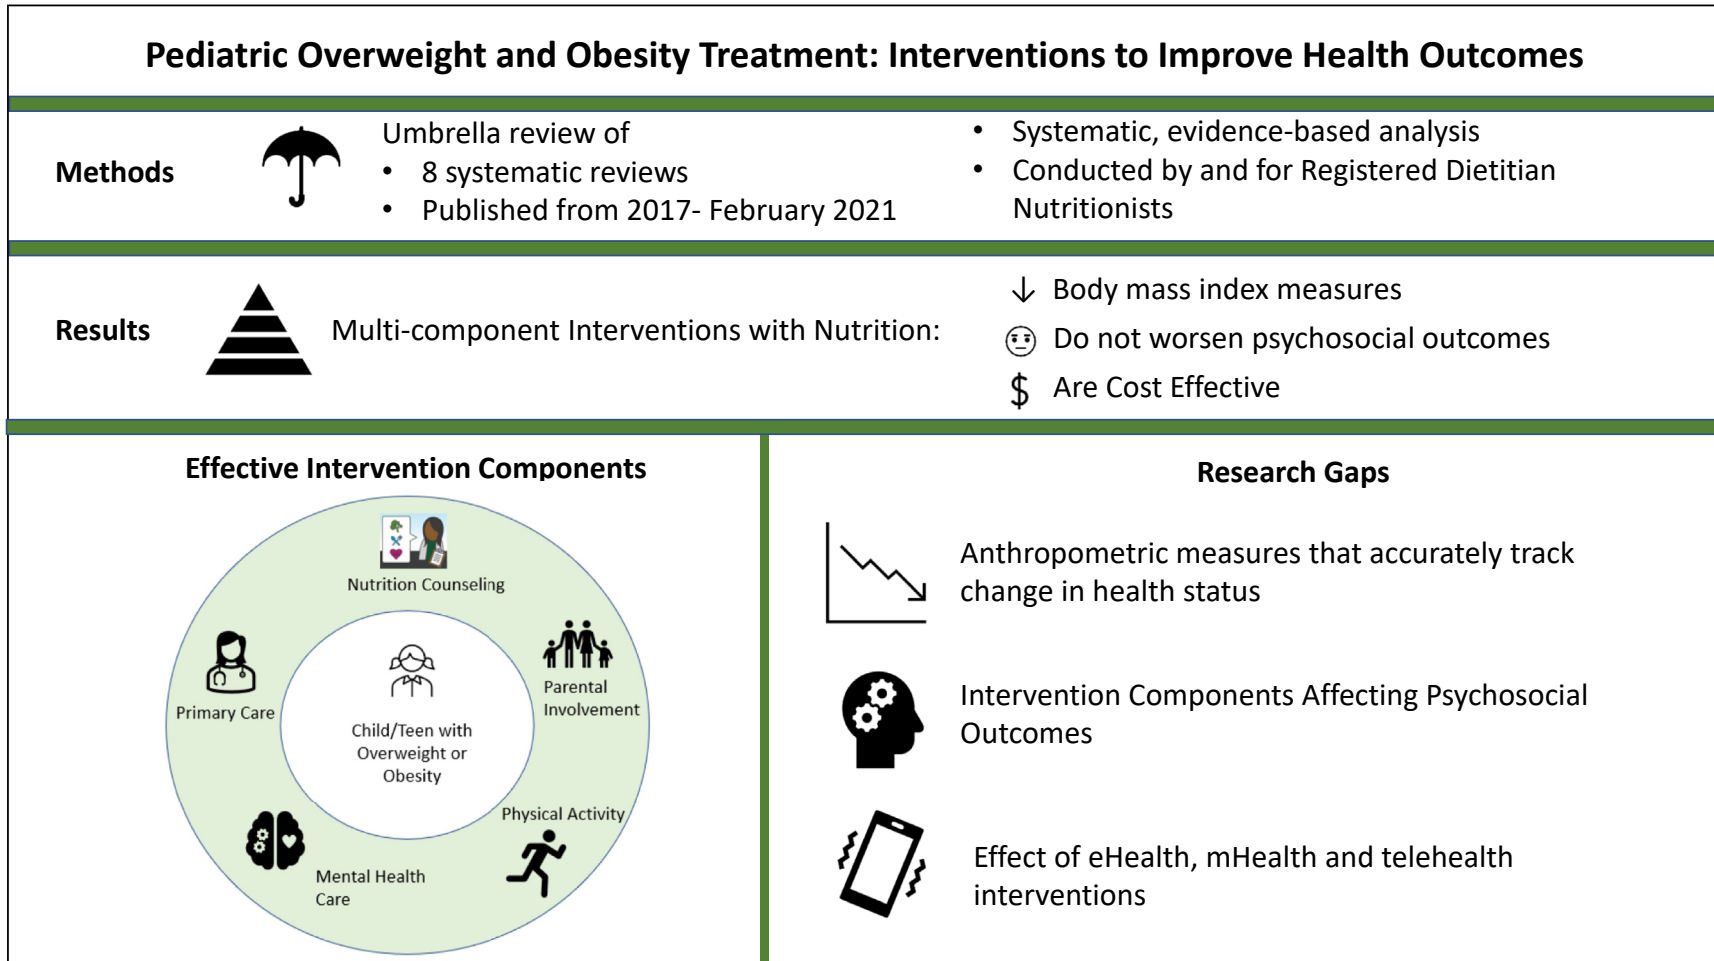 Pediatric Overweight and Obesity Treatment: Interventions to Improve Health Outcomes
Methods
Umbrella review of
• 8 systematic reviews
• Published from 2017- February 2021
• Systematic, evidence-based analysis
• Conducted by and for Registered Dietitian
Nutritionists
Results
Multi-component Interventions with Nutrition:
↓ Body mass index measures
Do not worsen psychosocial outcomes
$ Are Cost Effective
Effective Intervention Components
Nutrition Counseling
Parental
Involvement
Primary Care
Child/Teen with
Overweight or
Obesity
Physical Activity
Mental Health
Care
Research Gaps
Anthropometric measures that accurately track
change in health status
Intervention Components Affecting Psychosocial
Outcomes
Effect of eHealth, mHealth and telehealth
interventions